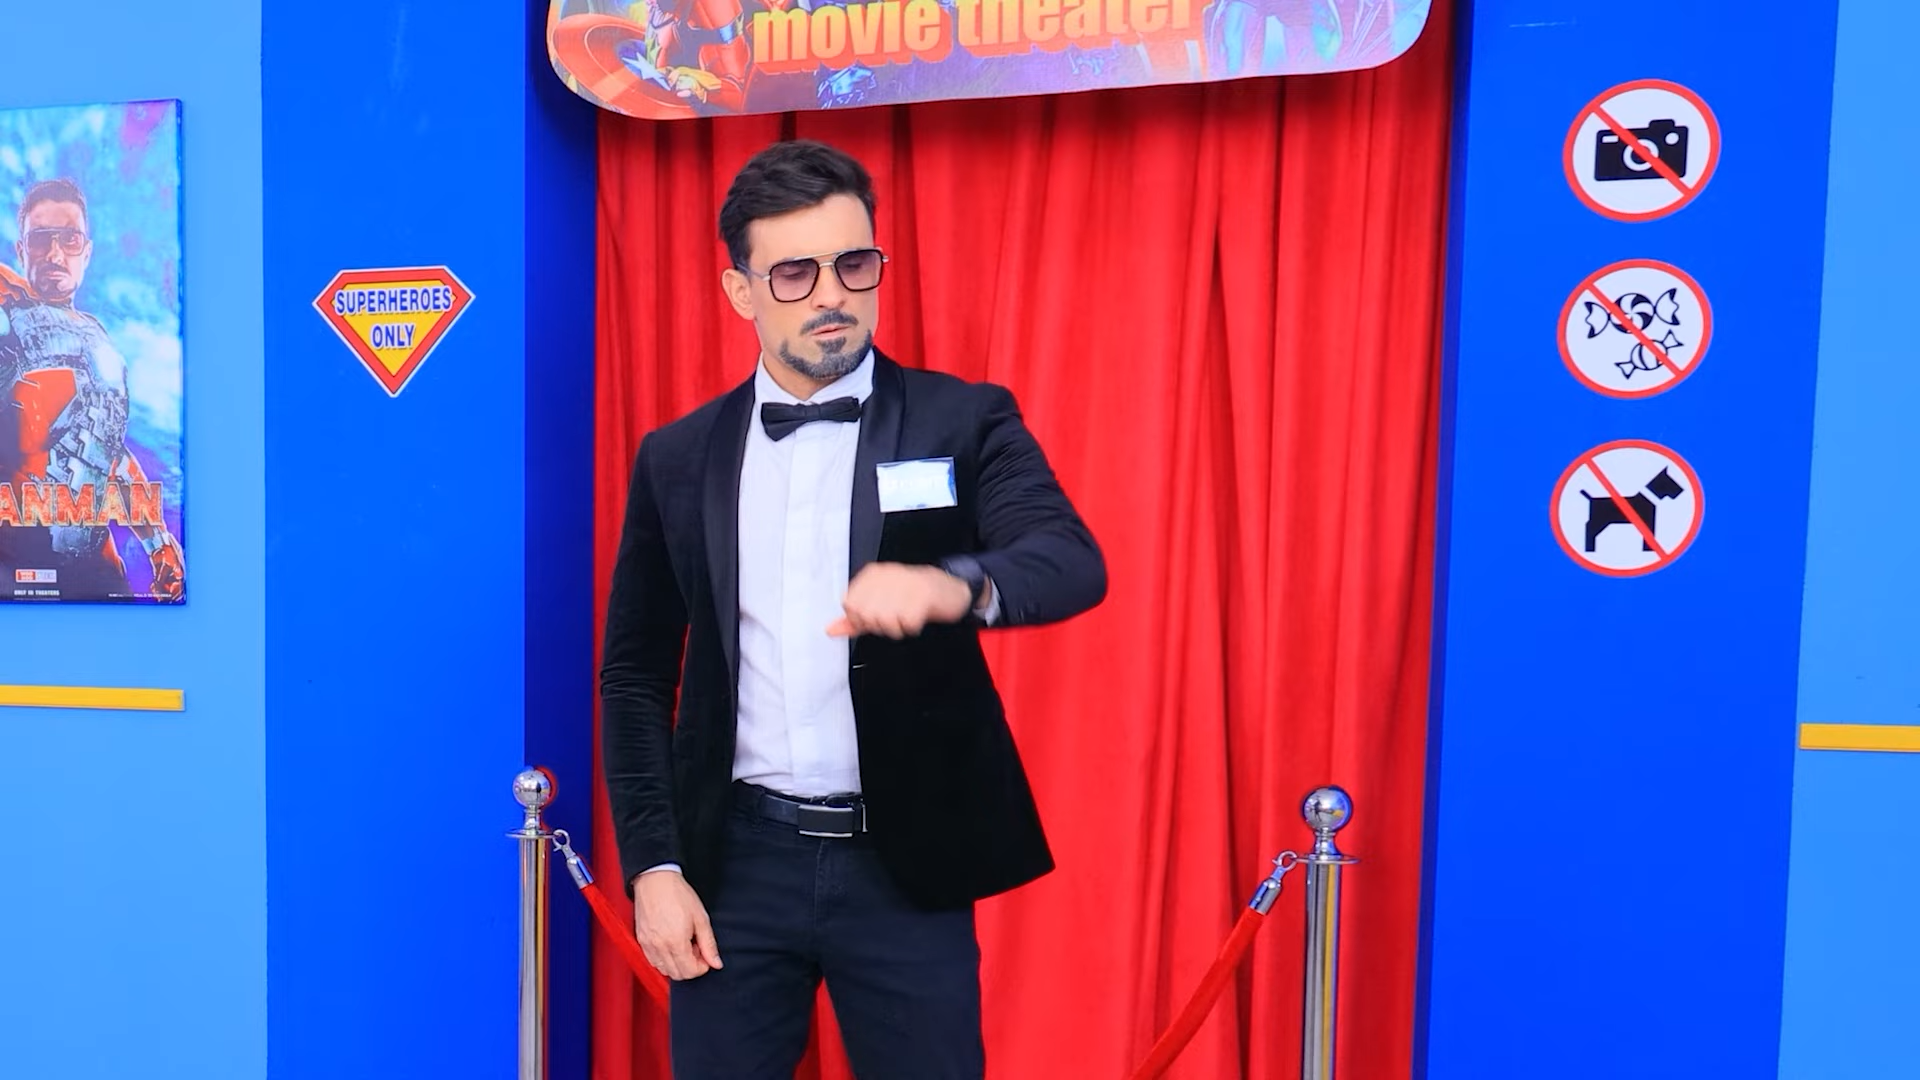 movie theater
SUPERHEROES
ONLY
ANMAN
ONLY IN THEATERS